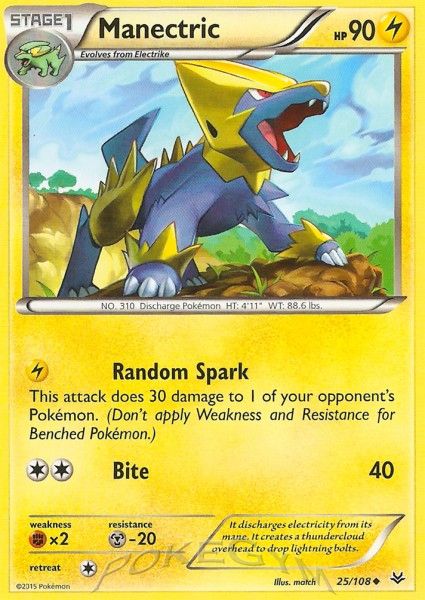 STAGE1
Manectric
HP 90
Evolves from Electrike
NO. 310 Discharge Pokémon HT: 4'11" WT: 88.6 lbs.
Random Spark
This attack does 30 damage to 1 of your opponent's
Pokémon. (Don't apply Weakness and Resistance for
Benched Pokémon.)
Bite 40
weakness resistance
×2 -20
retreat
It discharges electricity from its
mane. It creates a thundercloud
overhead to drop lightning bolts.
POKEGYM
©2015 Pokémon Illus. match 25/108